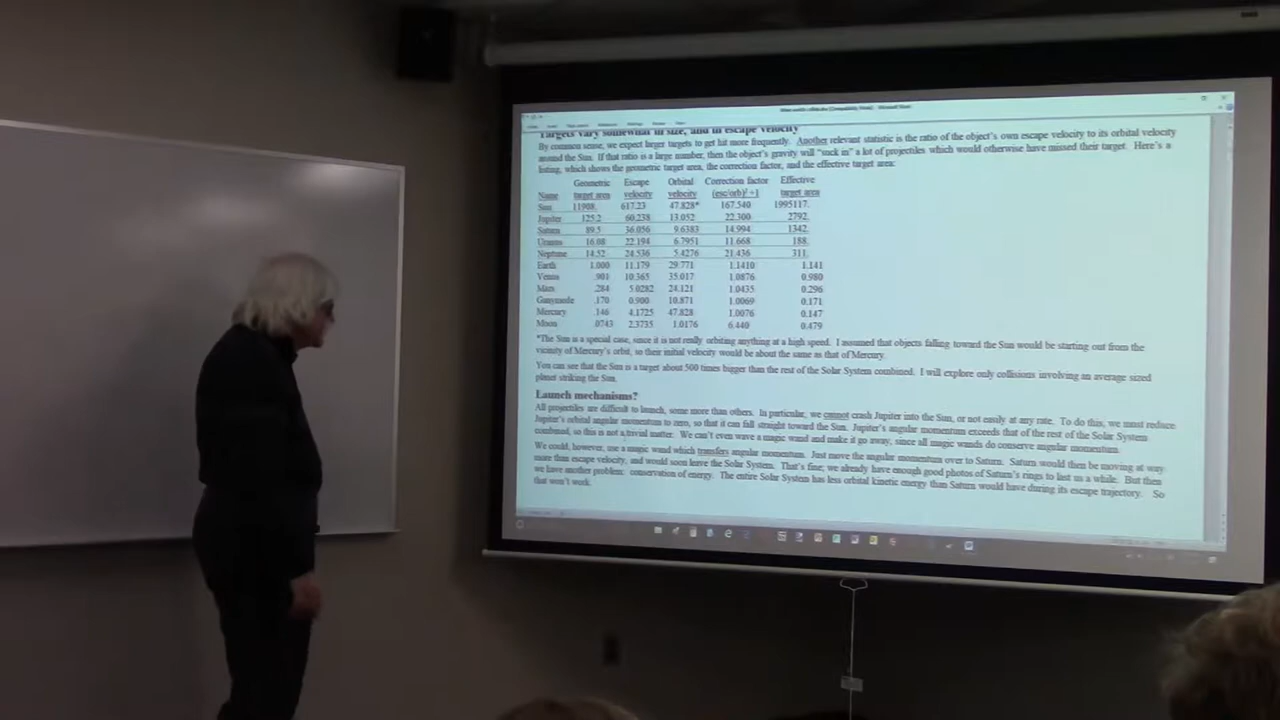 Targets vary somewhat in size, and in escape velocity
By common sense, we expect larger targets to get hit more frequently. Another relevant statistic is the ratio of the object's own escape velocity to its orbital velocity
around the Sun. If that ratio is a large number, then the object's gravity will "suck in" a lot of projectiles which would otherwise have missed their target. Here's a
listing, which shows the geometric target area, the correction factor, and the effective target area:
Geometric Escape Orbital Correction factor Effective
Name target area velocity velocity (esc/orb)² +1 target area
Sun 11908. 617.23 47.828* 167.540 1995117.
Jupiter 125.2 60.238 13.052 22.300 2792.
Saturn 89.5 36.056 9.6383 14.994 1342.
Uranus 16.08 22.194 6.7951 11.668 188.
Neptune 14.52 24.536 5.4276 21.436 311.
Earth 1.000 11.179 29.771 1.1410 1.141
Venus .901 10.365 35.017 1.0876 0.980
Mars .284 5.0282 24.121 1.0435 0.296
Ganymede .170 0.900 10.871 1.0069 0.171
Mercury .146 4.1725 47.828 1.0076 0.147
Moon .0743 2.3735 1.0176 6.440 0.479
*The Sun is a special case, since it is not really orbiting anything at a high speed. I assumed that objects falling toward the Sun would be starting out from the
vicinity of Mercury's orbit, so their initial velocity would be about the same as that of Mercury.
You can see that the Sun is a target about 500 times bigger than the rest of the Solar System combined. I will explore only collisions involving an average sized
planet striking the Sun.
Launch mechanisms?
All projectiles are difficult to launch, some more than others. In particular, we cannot crash Jupiter into the Sun, or not easily at any rate. To do this, we must reduce
Jupiter's orbital angular momentum to zero, so that it can fall straight toward the Sun. Jupiter's angular momentum exceeds that of the rest of the Solar System
combined, so this is not a trivial matter. We can't even wave a magic wand and make it go away, since all magic wands do conserve angular momentum.
We could, however, use a magic wand which transfers angular momentum. Just move the angular momentum over to Saturn. Saturn would then be moving at way
more than escape velocity, and would soon leave the Solar System. That's fine; we already have enough good photos of Saturn's rings to last us a while. But then
we have another problem: conservation of energy. The entire Solar System has less orbital kinetic energy than Saturn would have during its escape trajectory. So
that won't work.